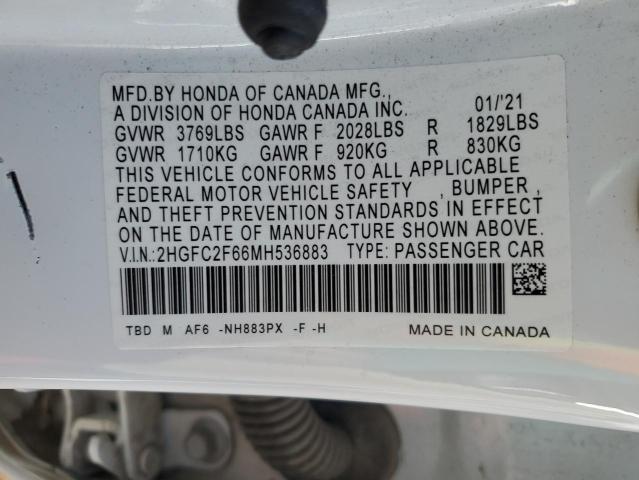 MFD.BY HONDA OF CANADA MFG.,
A DIVISION OF HONDA CANADA INC. 01/'21
GVWR 3769LBS GAWR F 2028LBS R 1829LBS
GVWR 1710KG GAWR F 920KG R 830KG
THIS VEHICLE CONFORMS TO ALL APPLICABLE
FEDERAL MOTOR VEHICLE SAFETY , BUMPER ,
AND THEFT PREVENTION STANDARDS IN EFFECT
ON THE DATE OF MANUFACTURE SHOWN ABOVE.
V.I.N.:2HGFC2F66MH536883 TYPE: PASSENGER CAR
TBD M AF6 -NH883PX -F -H MADE IN CANADA